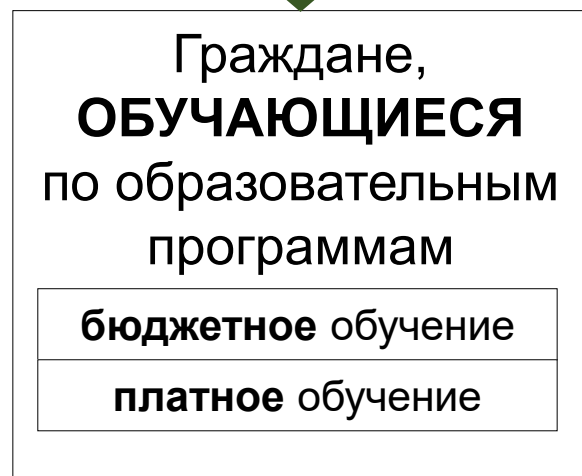 Граждане,
ОБУЧАЮЩИЕСЯ
по образовательным
программам
бюджетное обучение
платное обучение